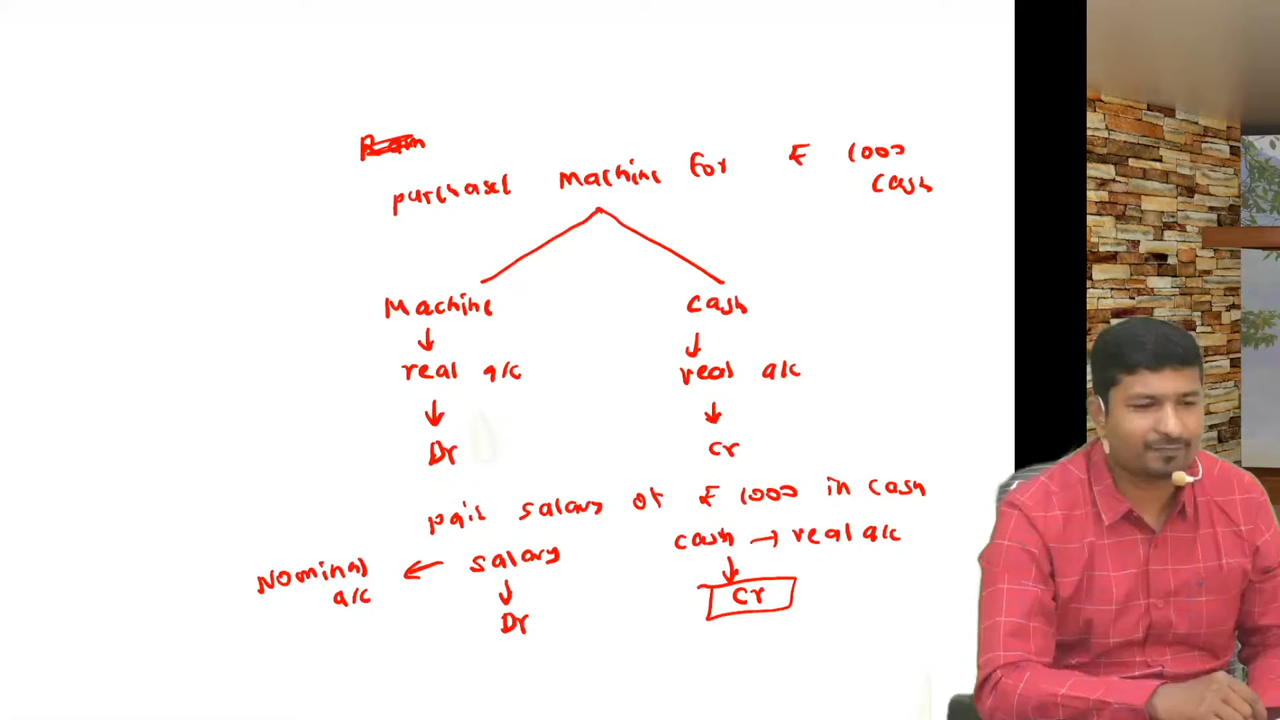 purchased Machine for ₹ 1000
cash
Machine cash
real a/c real a/c
Dr Cr
paid salary of ₹ 1000 in cash
Nominal salary cash → real a/c
a/c
Dr Cr